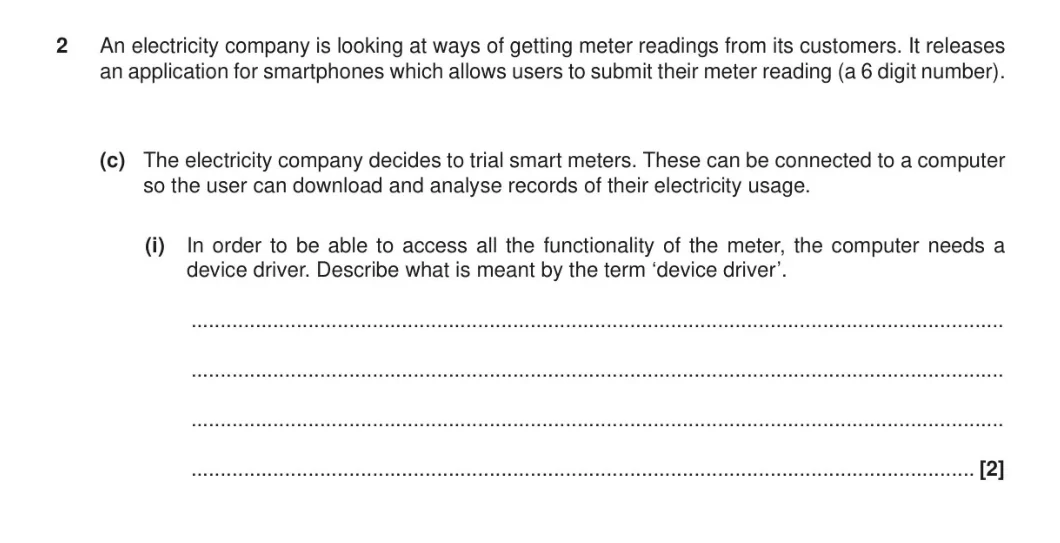 2 An electricity company is looking at ways of getting meter readings from its customers. It releases
an application for smartphones which allows users to submit their meter reading (a 6 digit number).
(c) The electricity company decides to trial smart meters. These can be connected to a computer
so the user can download and analyse records of their electricity usage.
(i) In order to be able to access all the functionality of the meter, the computer needs a
device driver. Describe what is meant by the term ‘device driver’.
[2]